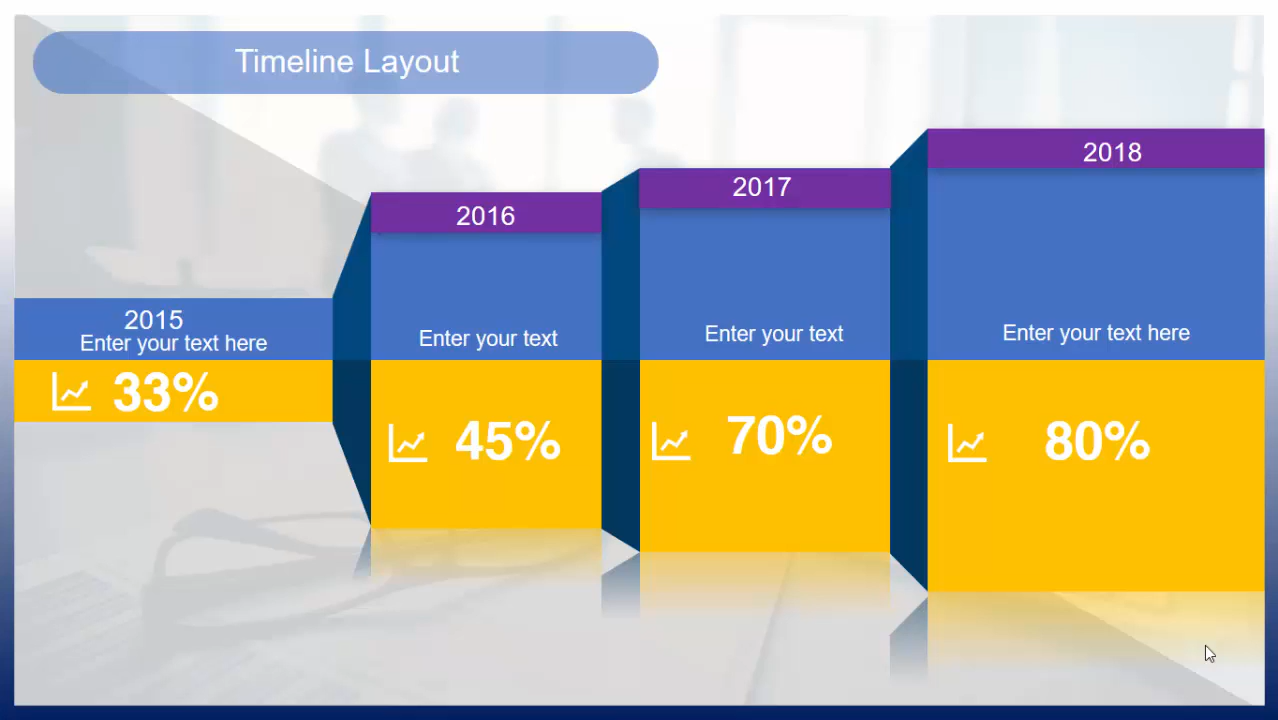 Timeline Layout
2015
Enter your text here
33%
2016
Enter your text
45%
2017
Enter your text
70%
2018
Enter your text here
80%